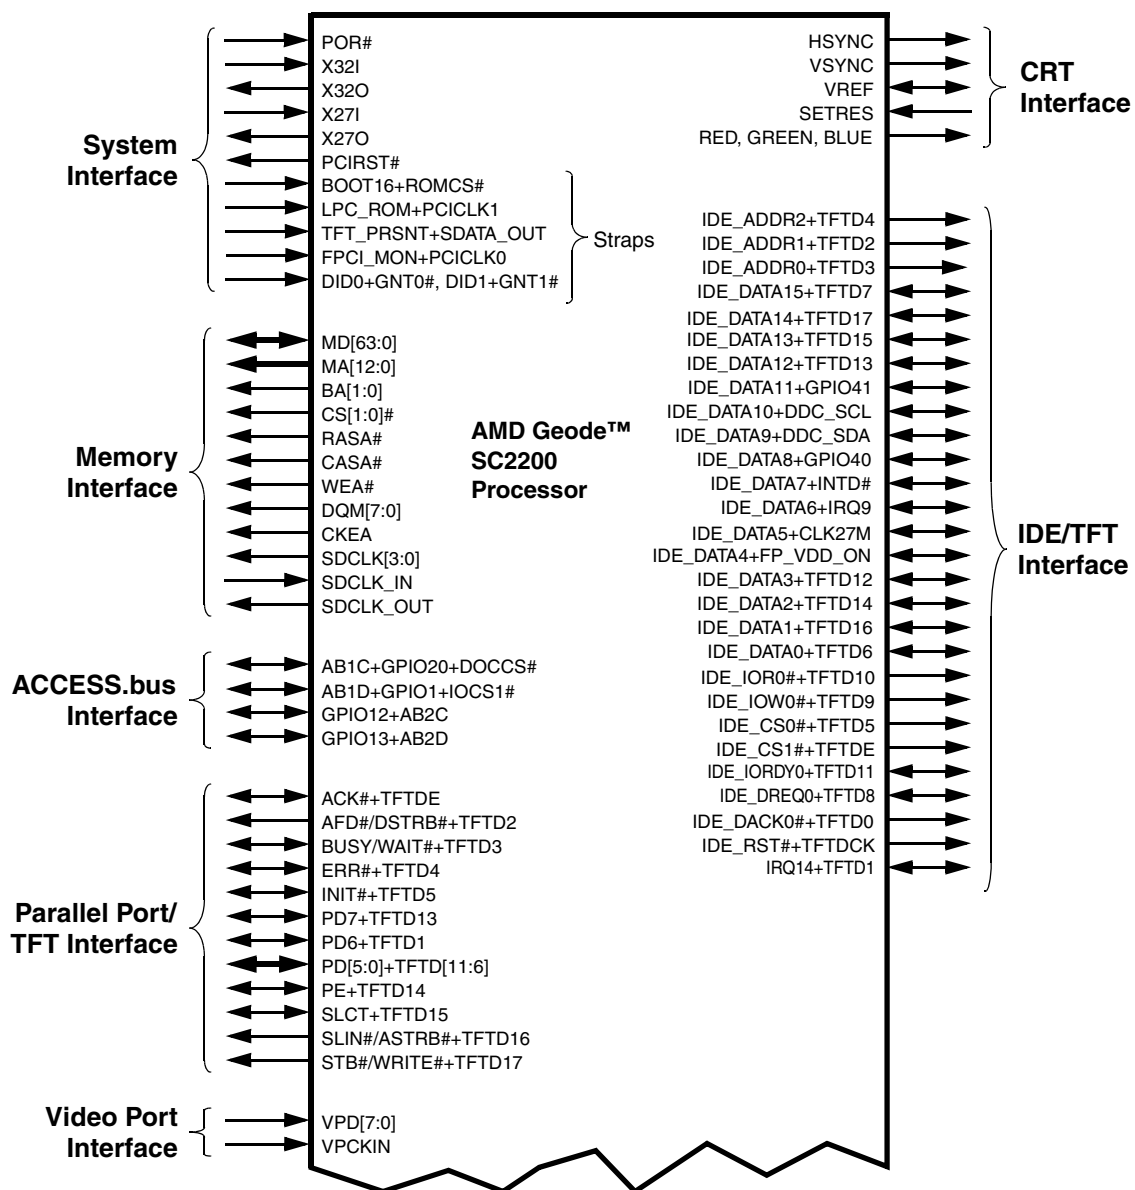 System
Interface
POR#
X32I
X32O
X27I
X27O
PCIRST#
BOOT16+ROMCS#
LPC_ROM+PCICLK1
TFT_PRSNT+SDATA_OUT
FPCI_MON+PCICLK0
DID0+GNT0#, DID1+GNT1#
Straps
Memory
Interface
MD[63:0]
MA[12:0]
BA[1:0]
CS[1:0]#
RASA#
CASA#
WEA#
DQM[7:0]
CKEA
SDCLK[3:0]
SDCLK_IN
SDCLK_OUT
ACCESS.bus
Interface
AB1C+GPIO20+DOCCS#
AB1D+GPIO1+IOCS1#
GPIO12+AB2C
GPIO13+AB2D
Parallel Port/
TFT Interface
ACK#+TFTDE
AFD#/DSTRB#+TFTD2
BUSY/WAIT#+TFTD3
ERR#+TFTD4
INIT#+TFTD5
PD7+TFTD13
PD6+TFTD1
PD[5:0]+TFTD[11:6]
PE+TFTD14
SLCT+TFTD15
SLIN#/ASTRB#+TFTD16
STB#/WRITE#+TFTD17
Video Port
Interface
VPD[7:0]
VPCKIN
AMD Geode™
SC2200
Processor
HSYNC
VSYNC
VREF
SETRES
RED, GREEN, BLUE
CRT
Interface
IDE_ADDR2+TFTD4
IDE_ADDR1+TFTD2
IDE_ADDR0+TFTD3
IDE_DATA15+TFTD7
IDE_DATA14+TFTD17
IDE_DATA13+TFTD15
IDE_DATA12+TFTD13
IDE_DATA11+GPIO41
IDE_DATA10+DDC_SCL
IDE_DATA9+DDC_SDA
IDE_DATA8+GPIO40
IDE_DATA7+INTD#
IDE_DATA6+IRQ9
IDE_DATA5+CLK27M
IDE_DATA4+FP_VDD_ON
IDE_DATA3+TFTD12
IDE_DATA2+TFTD14
IDE_DATA1+TFTD16
IDE_DATA0+TFTD6
IDE_IOR0#+TFTD10
IDE_IOW0#+TFTD9
IDE_CS0#+TFTD5
IDE_CS1#+TFTDE
IDE_IORDY0+TFTD11
IDE_DREQ0+TFTD8
IDE_DACK0#+TFTD0
IDE_RST#+TFTDCK
IRQ14+TFTD1
IDE/TFT
Interface